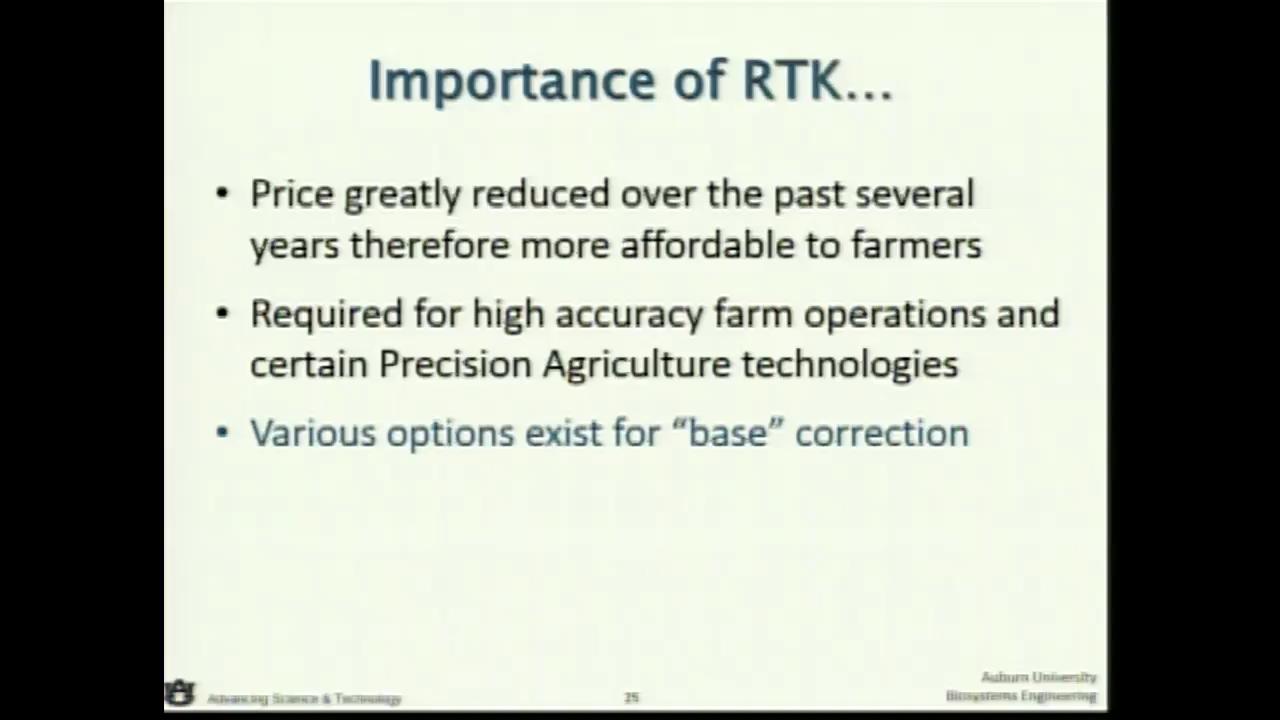 Importance of RTK...
• Price greatly reduced over the past several
years therefore more affordable to farmers
• Required for high accuracy farm operations and
certain Precision Agriculture technologies
• Various options exist for “base” correction
Auburn University
Advancing Science & Technology 25 Biosystems Engineering